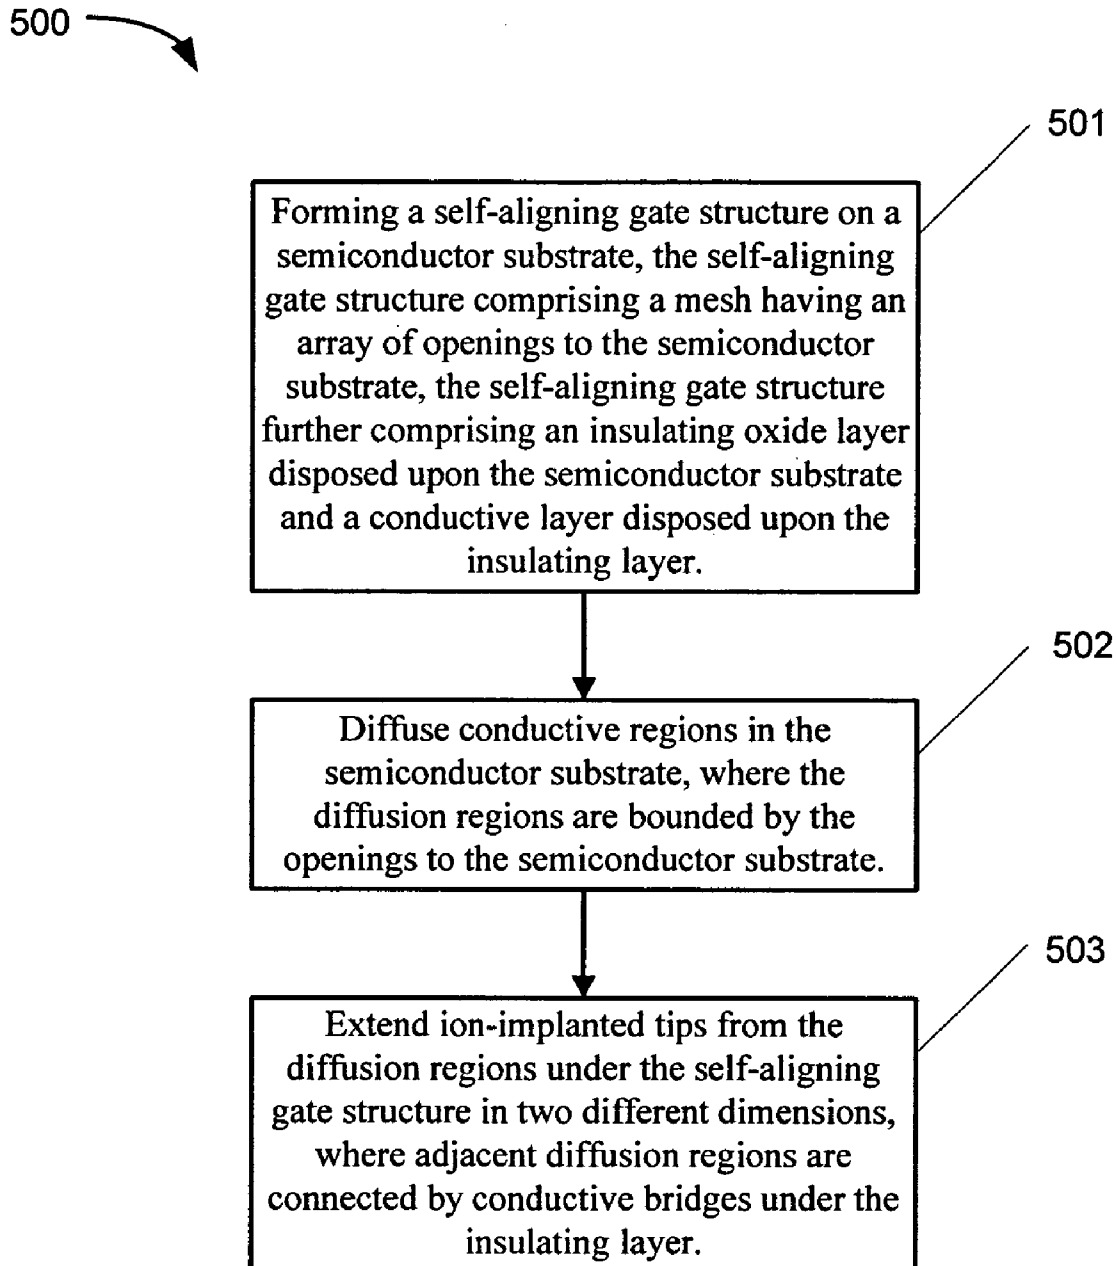 500
501
Forming a self-aligning gate structure on a
semiconductor substrate, the self-aligning
gate structure comprising a mesh having an
array of openings to the semiconductor
substrate, the self-aligning gate structure
further comprising an insulating oxide layer
disposed upon the semiconductor substrate
and a conductive layer disposed upon the
insulating layer.
502
Diffuse conductive regions in the
semiconductor substrate, where the
diffusion regions are bounded by the
openings to the semiconductor substrate.
503
Extend ion-implanted tips from the
diffusion regions under the self-aligning
gate structure in two different dimensions,
where adjacent diffusion regions are
connected by conductive bridges under the
insulating layer.